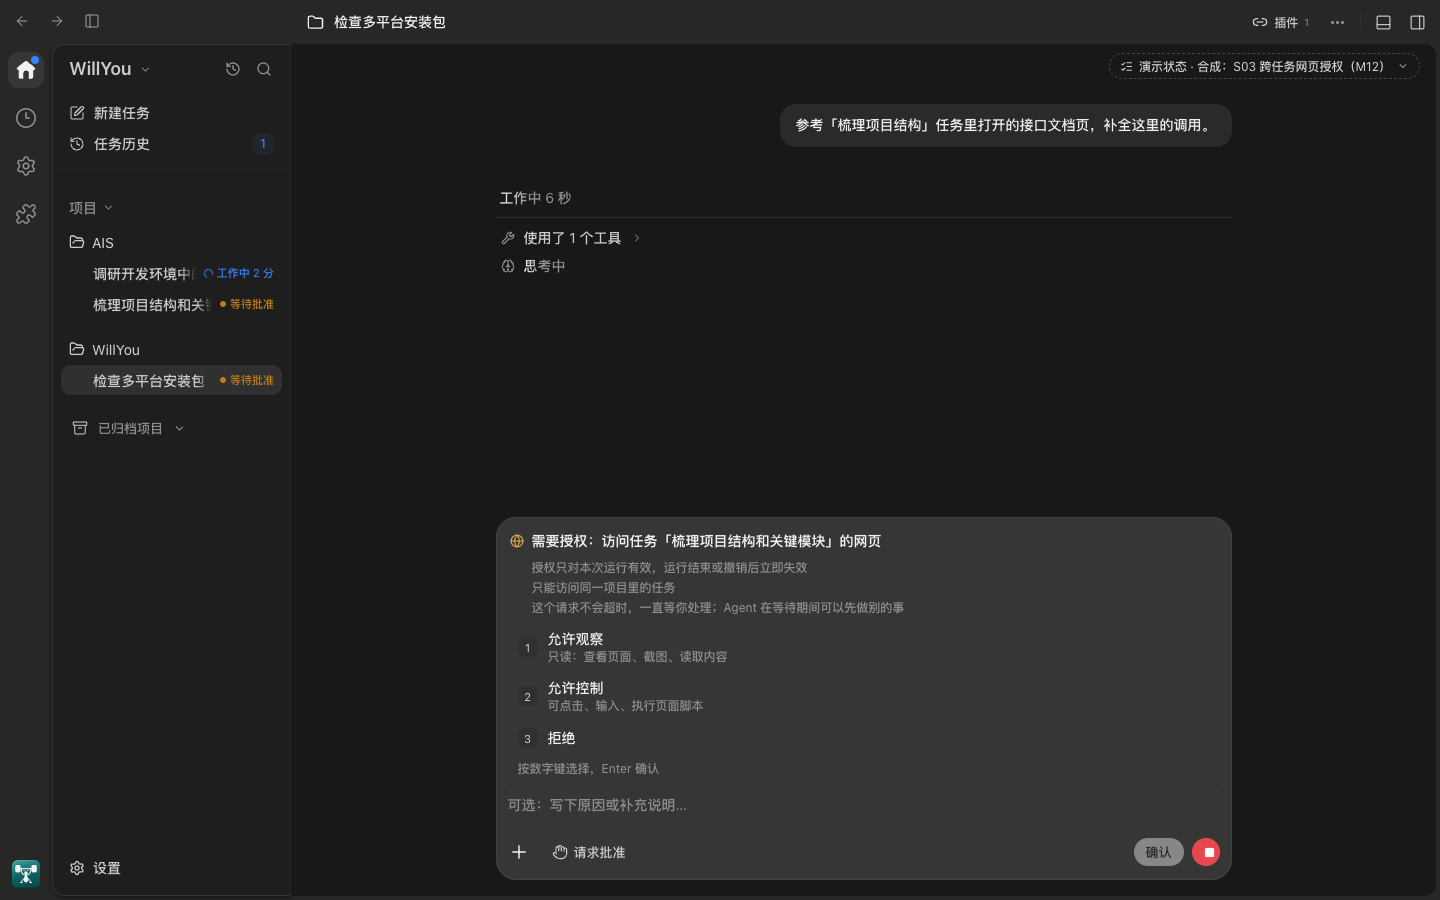 检查多平台安装包
插件 1
WillYou
新建任务
任务历史 1
项目
AIS
调研开发环境中 工作中 2 分
梳理项目结构和关 等待批准
WillYou
检查多平台安装包 等待批准
已归档项目
设置
演示状态 · 合成：S03 跨任务网页授权（M12）
参考「梳理项目结构」任务里打开的接口文档页，补全这里的调用。
工作中 6 秒
使用了 1 个工具
思考中
需要授权：访问任务「梳理项目结构和关键模块」的网页
授权只对本次运行有效，运行结束或撤销后立即失效
只能访问同一项目里的任务
这个请求不会超时，一直等你处理；Agent 在等待期间可以先做别的事
1 允许观察
只读：查看页面、截图、读取内容
2 允许控制
可点击、输入、执行页面脚本
3 拒绝
按数字键选择，Enter 确认
可选：写下原因或补充说明...
请求批准
确认